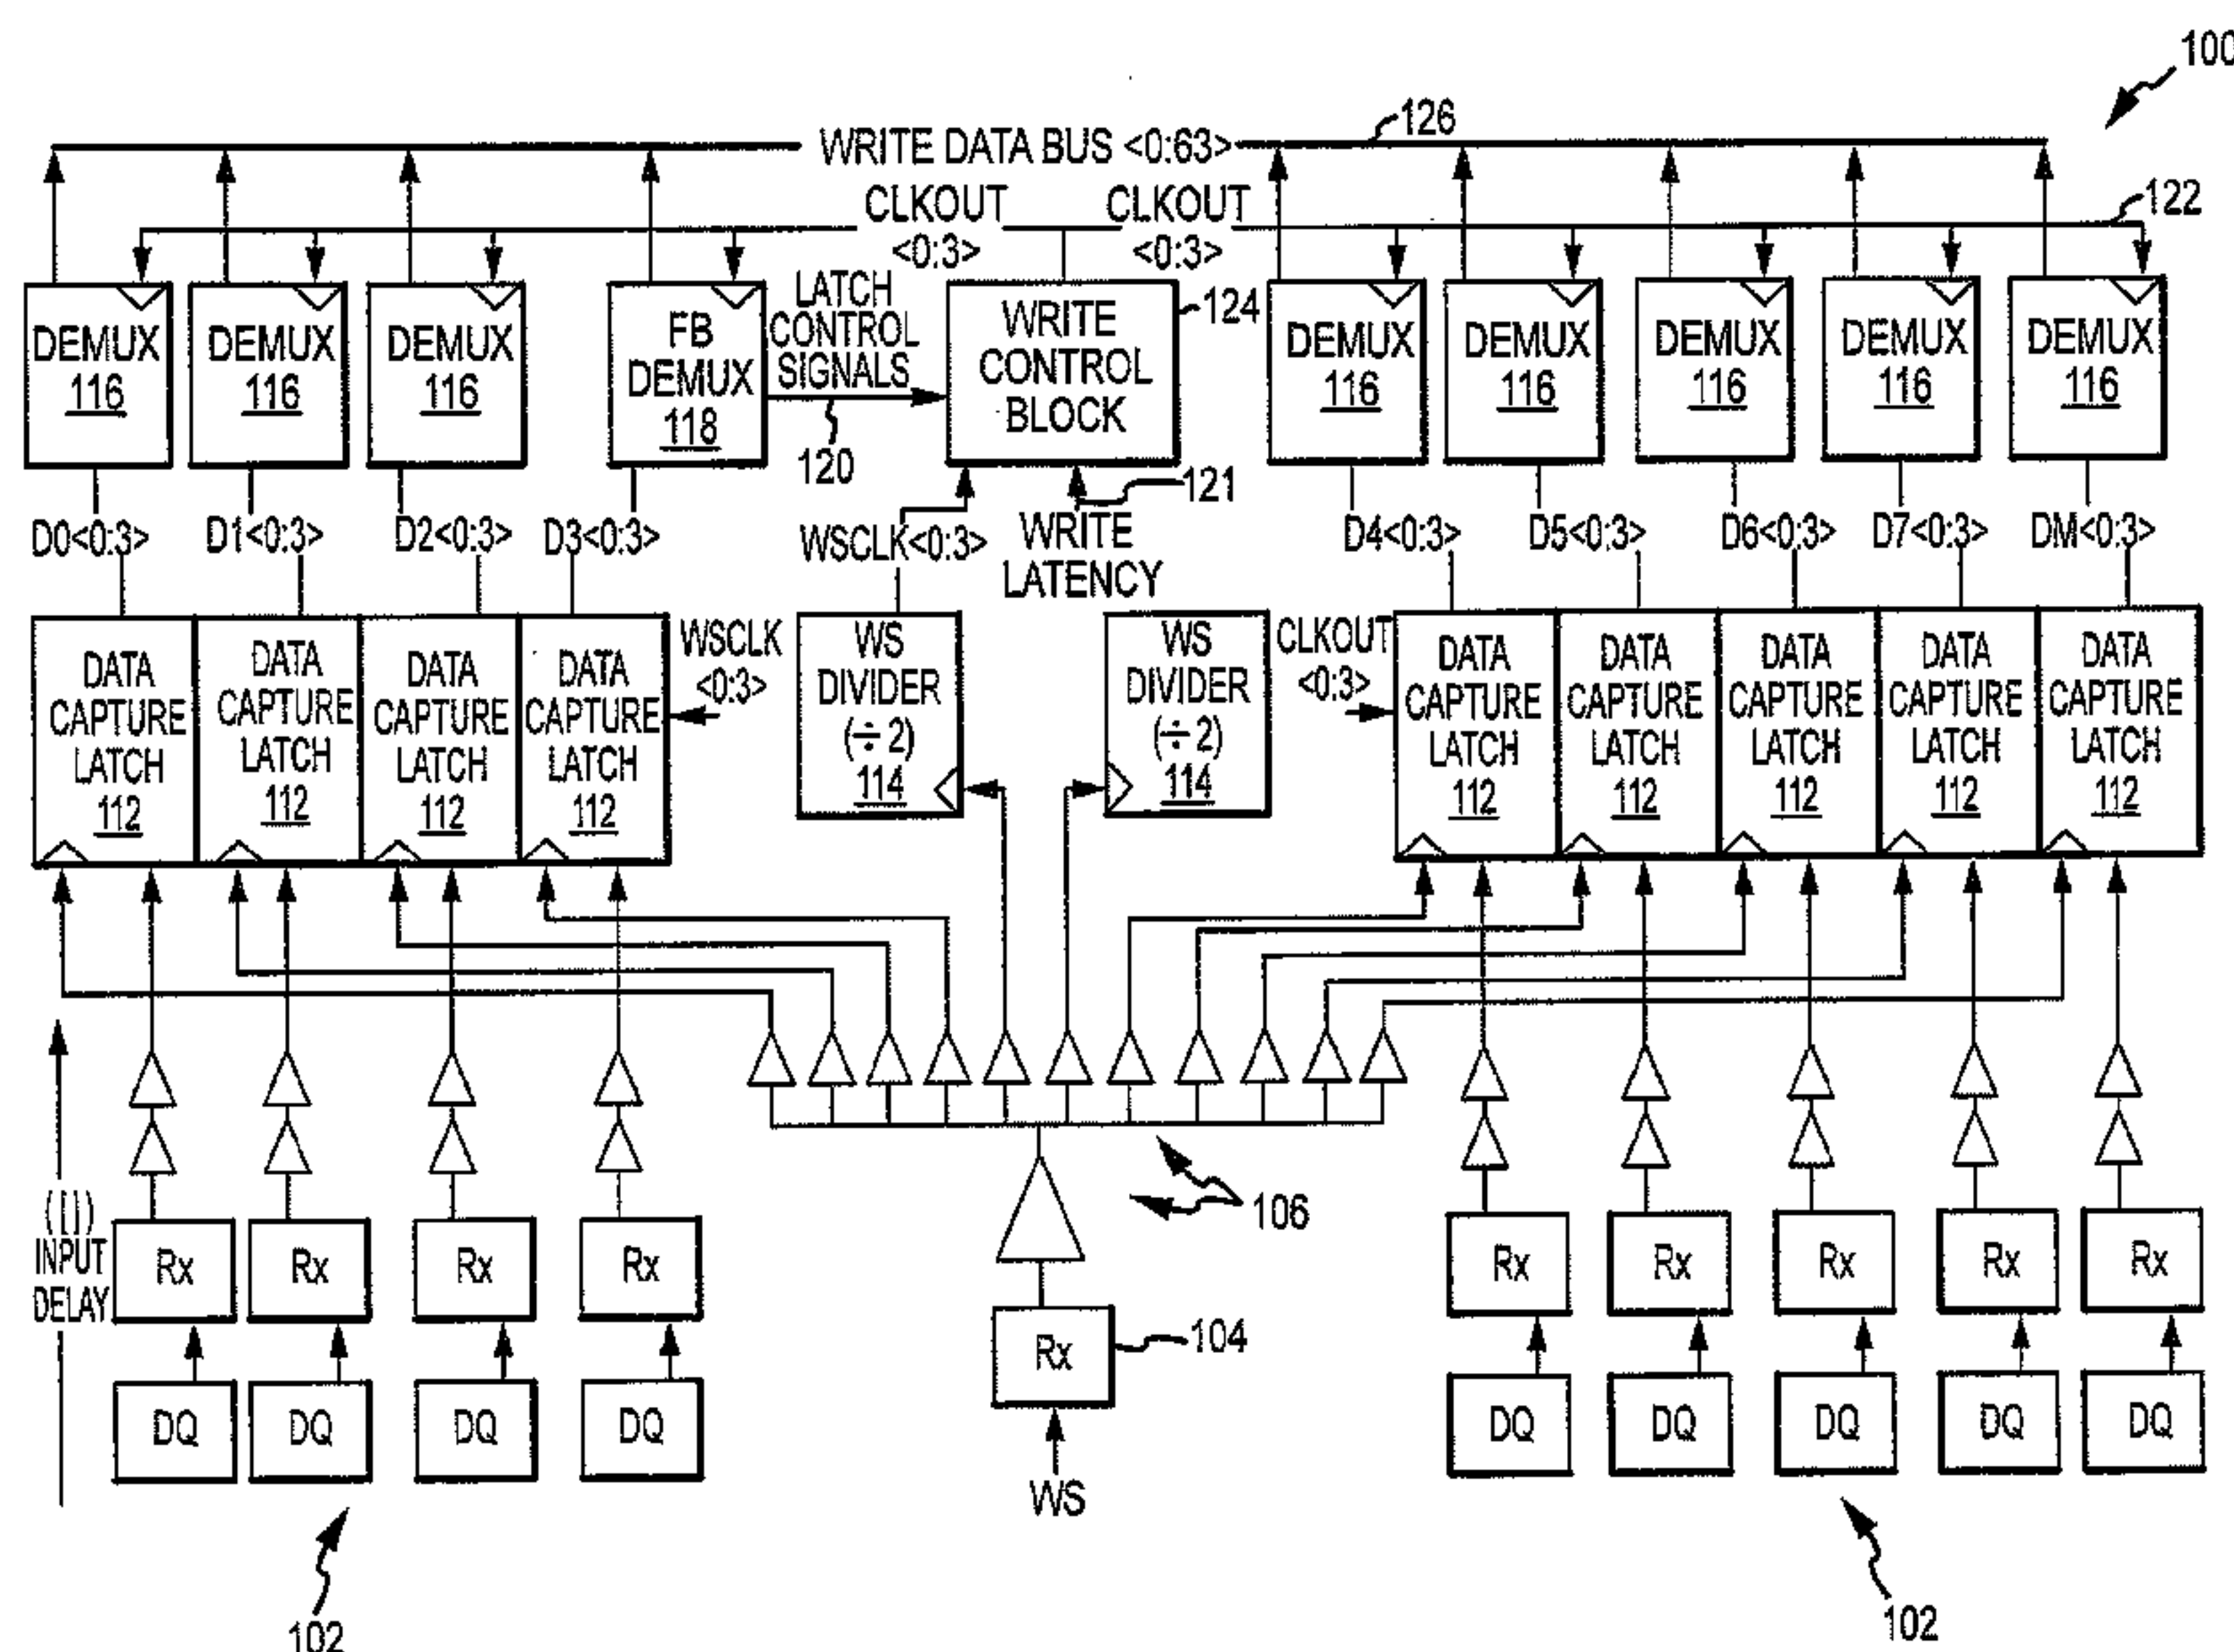 100
126
WRITE DATA BUS <0:63>
CLKOUT
<0:3>
CLKOUT
<0:3>
122
DEMUX
116
DEMUX
116
DEMUX
116
FB
DEMUX
118
LATCH
CONTROL
SIGNALS
120
WRITE
CONTROL
BLOCK
124
DEMUX
116
DEMUX
116
DEMUX
116
DEMUX
116
DEMUX
116
121
D0<0:3>
D1<0:3>
D2<0:3>
D3<0:3>
WSCLK<0:3>
WRITE
LATENCY
D4<0:3>
D5<0:3>
D6<0:3>
D7<0:3>
DM<0:3>
DATA
CAPTURE
LATCH
112
DATA
CAPTURE
LATCH
112
DATA
CAPTURE
LATCH
112
DATA
CAPTURE
LATCH
112
WSCLK
<0:3>
WS
DIVIDER
(÷2)
114
WS
DIVIDER
(÷2)
114
CLKOUT
<0:3>
DATA
CAPTURE
LATCH
112
DATA
CAPTURE
LATCH
112
DATA
CAPTURE
LATCH
112
DATA
CAPTURE
LATCH
112
DATA
CAPTURE
LATCH
112
106
INPUT
DELAY
Rx
Rx
Rx
Rx
Rx
104
Rx
Rx
Rx
Rx
Rx
DQ
DQ
DQ
DQ
WS
DQ
DQ
DQ
DQ
DQ
102
102